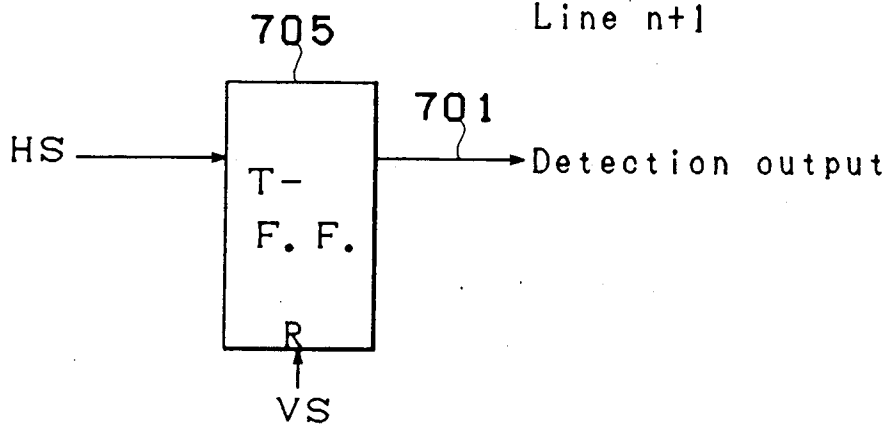 Line n+1
705
701
HS
Detection output
T-
F. F.
R
VS